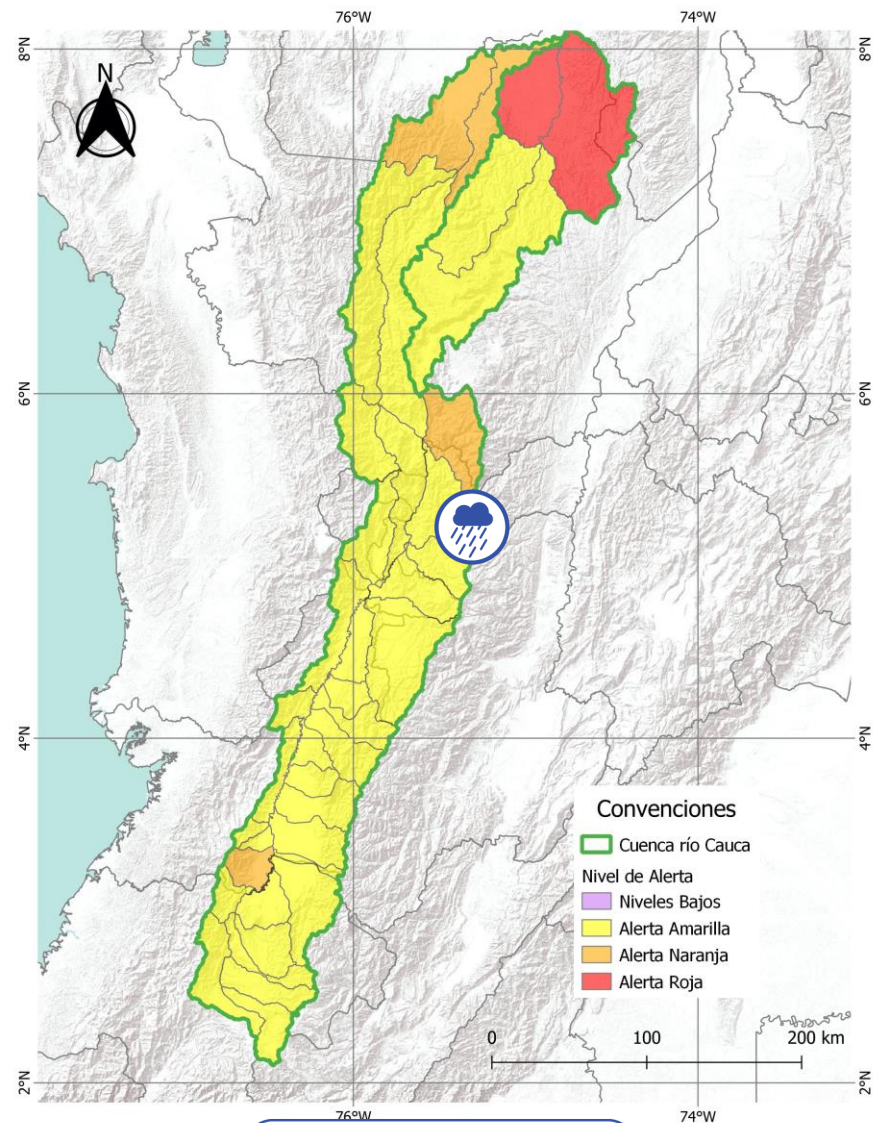 76°W 74°W
8°N 8°N
N
6°N 6°N
4°N 4°N
Convenciones
Cuenca río Cauca
Nivel de Alerta
Niveles Bajos
Alerta Amarilla
Alerta Naranja
Alerta Roja
0 100 200 km
2°N 2°N
76°W 74°W